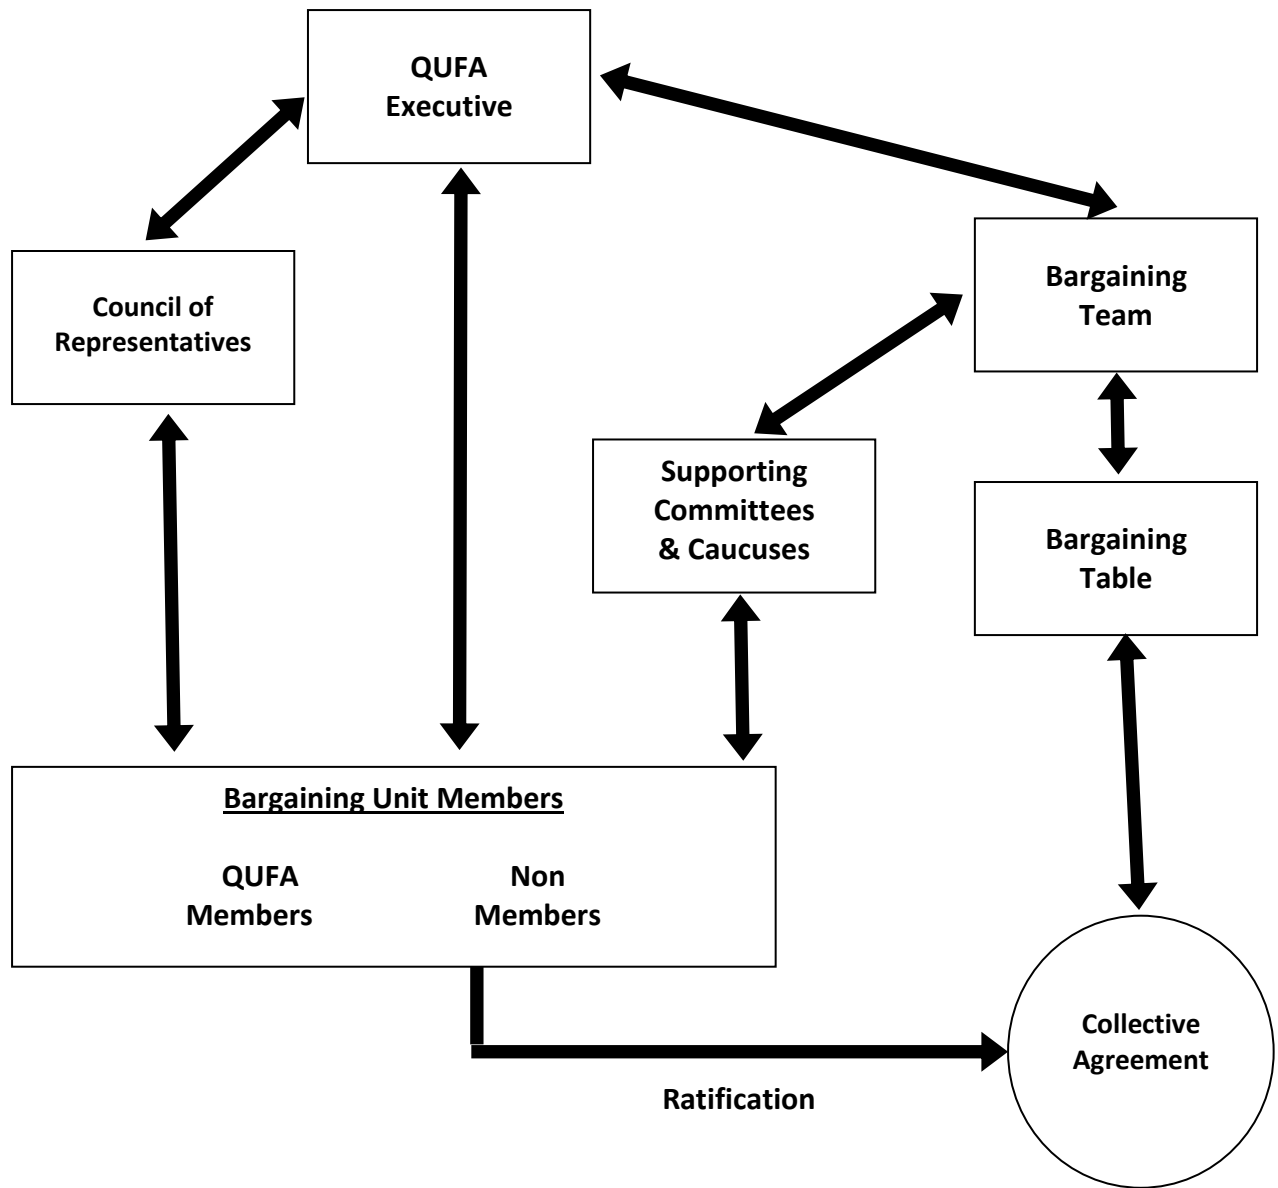 QUFA
Executive
Council of
Representatives
Bargaining
Team
Supporting
Committees
& Caucuses
Bargaining
Table
Bargaining Unit Members
QUFA
Members
Non
Members
Collective
Agreement
Ratification